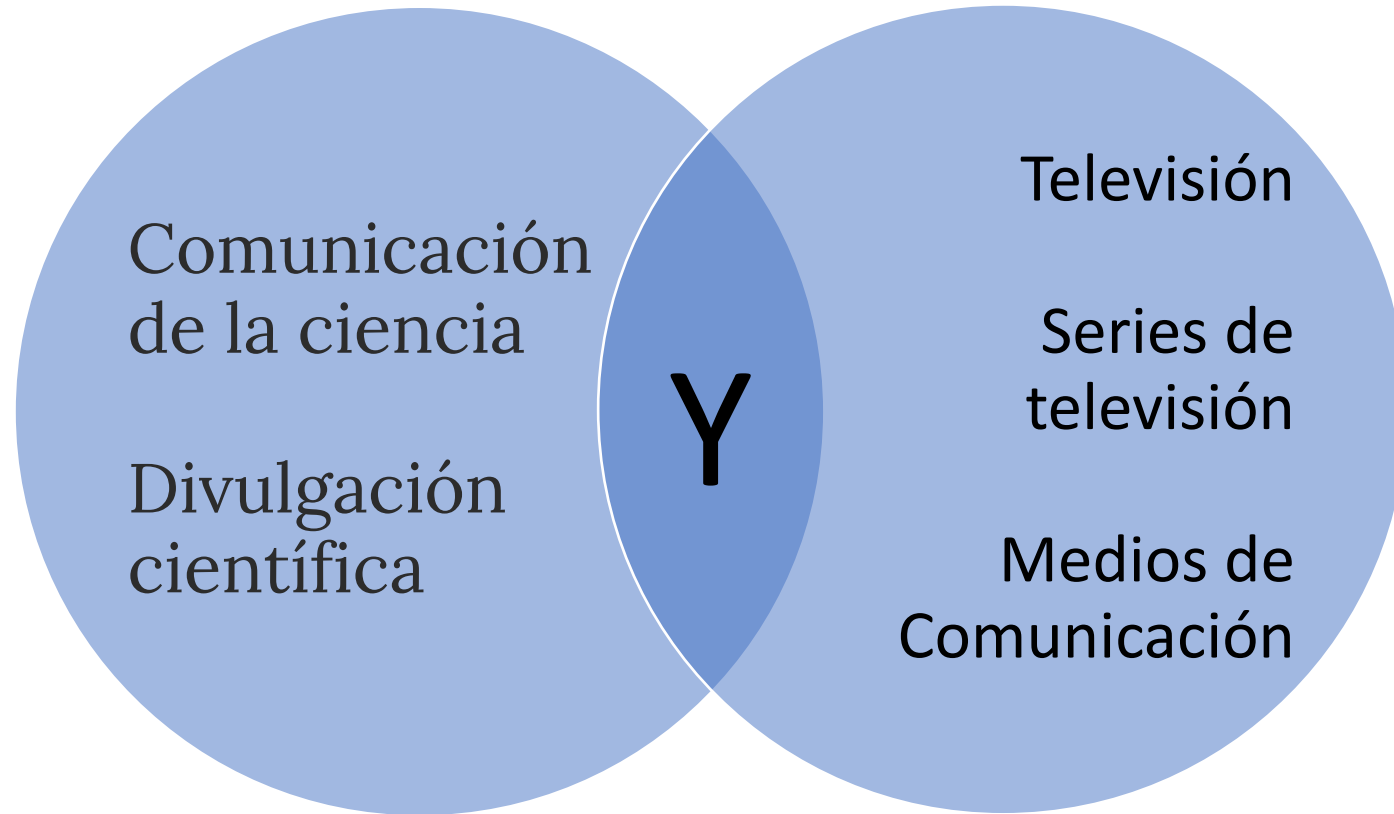 Comunicación
de la ciencia
Divulgación
científica
Y
Televisión
Series de
televisión
Medios de
Comunicación